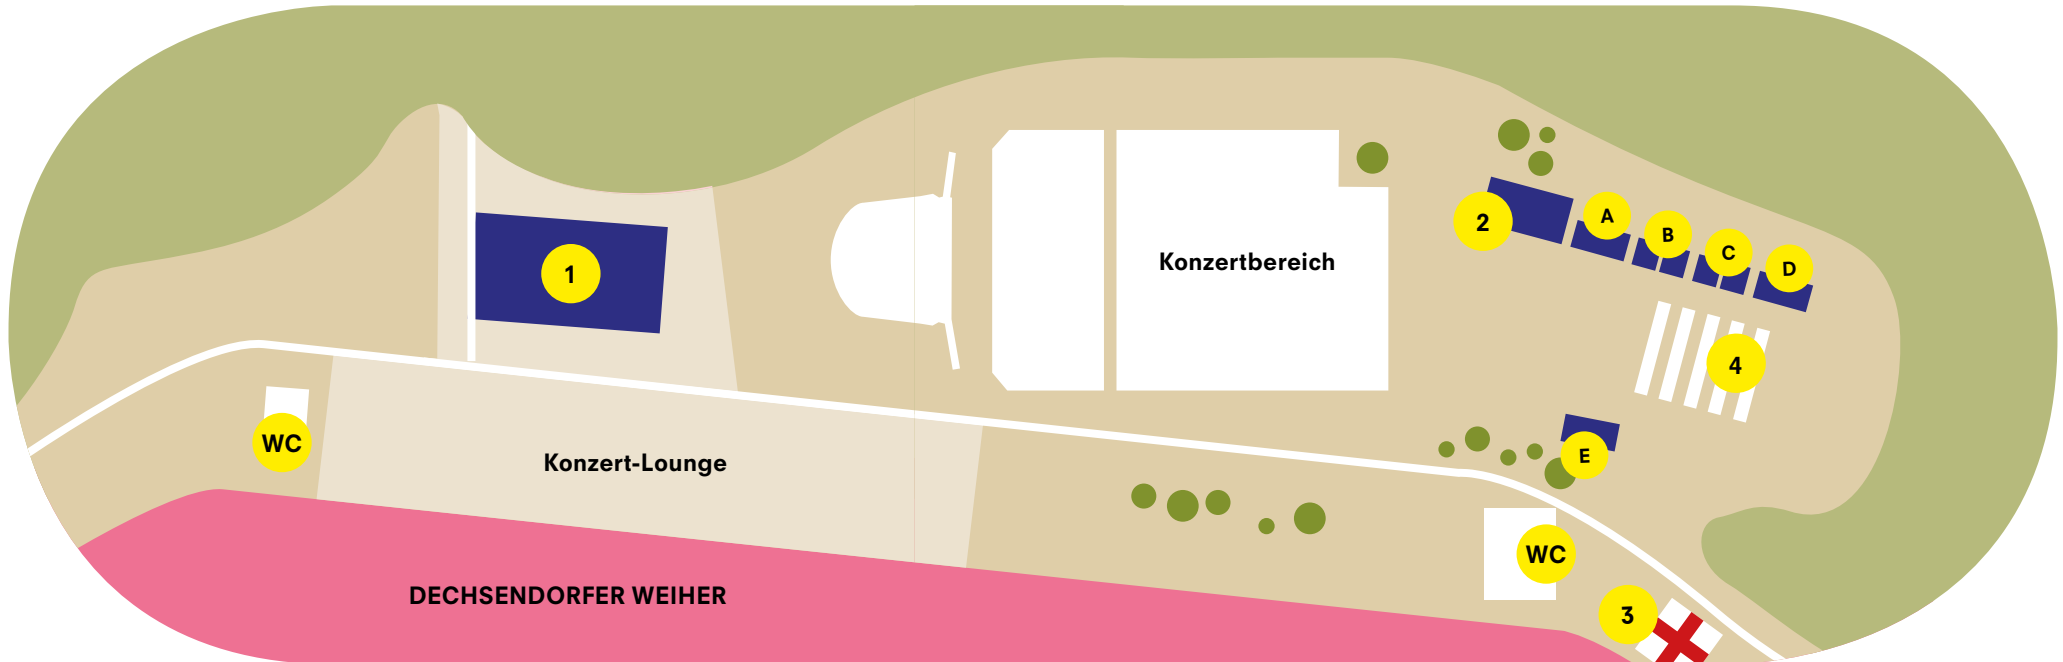 2
A
B
C
D
1
Konzertbereich
4
WC
Konzert-Lounge
E
WC
DECHSENDORFER WEIHER
3